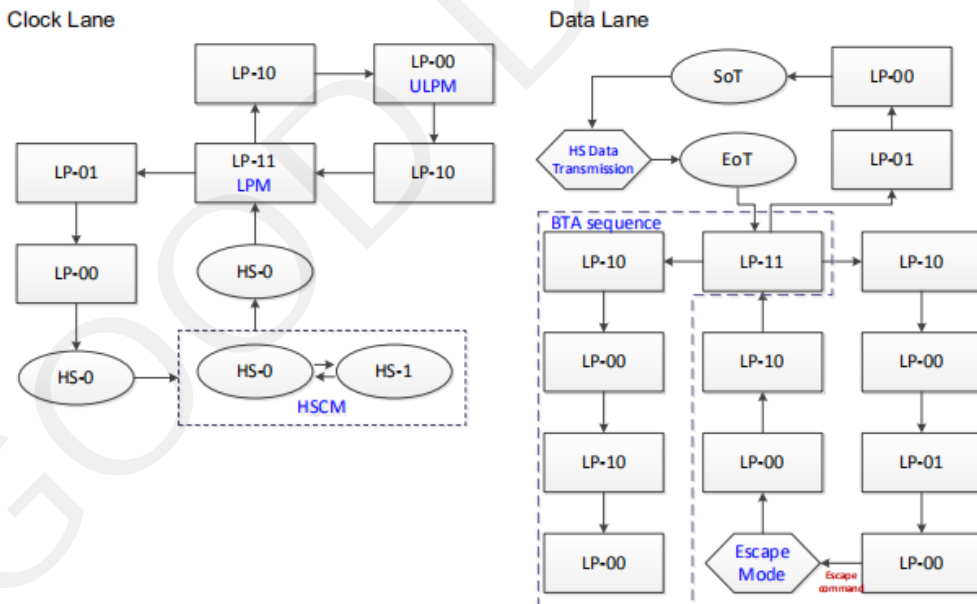 Clock Lane
LP-10
LP-00
ULPM
LP-01
LP-11
LPM
LP-10
LP-00
HS-0
HS-0
HS-0
HS-1
HSCM
Data Lane
SoT
LP-00
HS Data
Transmission
EoT
LP-01
BTA sequence
LP-10
LP-11
LP-10
LP-00
LP-10
LP-00
LP-10
LP-00
LP-01
LP-00
Escape
Mode
Escape
command
LP-00
GOOD